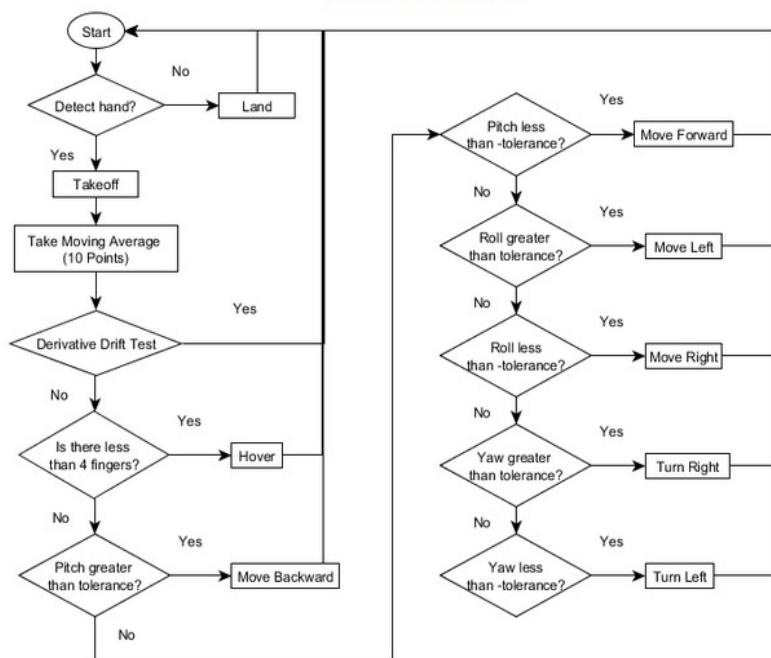 Start
No
Detect hand?
Land
Yes
Takeoff
Take Moving Average
(10 Points)
Yes
Derivative Drift Test
No
Yes
Is there less
than 4 fingers?
Hover
No
Yes
Pitch greater
than tolerance?
Move Backward
No
Yes
Pitch less
than -tolerance?
Move Forward
No
Yes
Roll greater
than tolerance?
Move Left
No
Yes
Roll less
than -tolerance?
Move Right
No
Yes
Yaw greater
than tolerance?
Turn Right
No
Yes
Yaw less
than -tolerance?
Turn Left